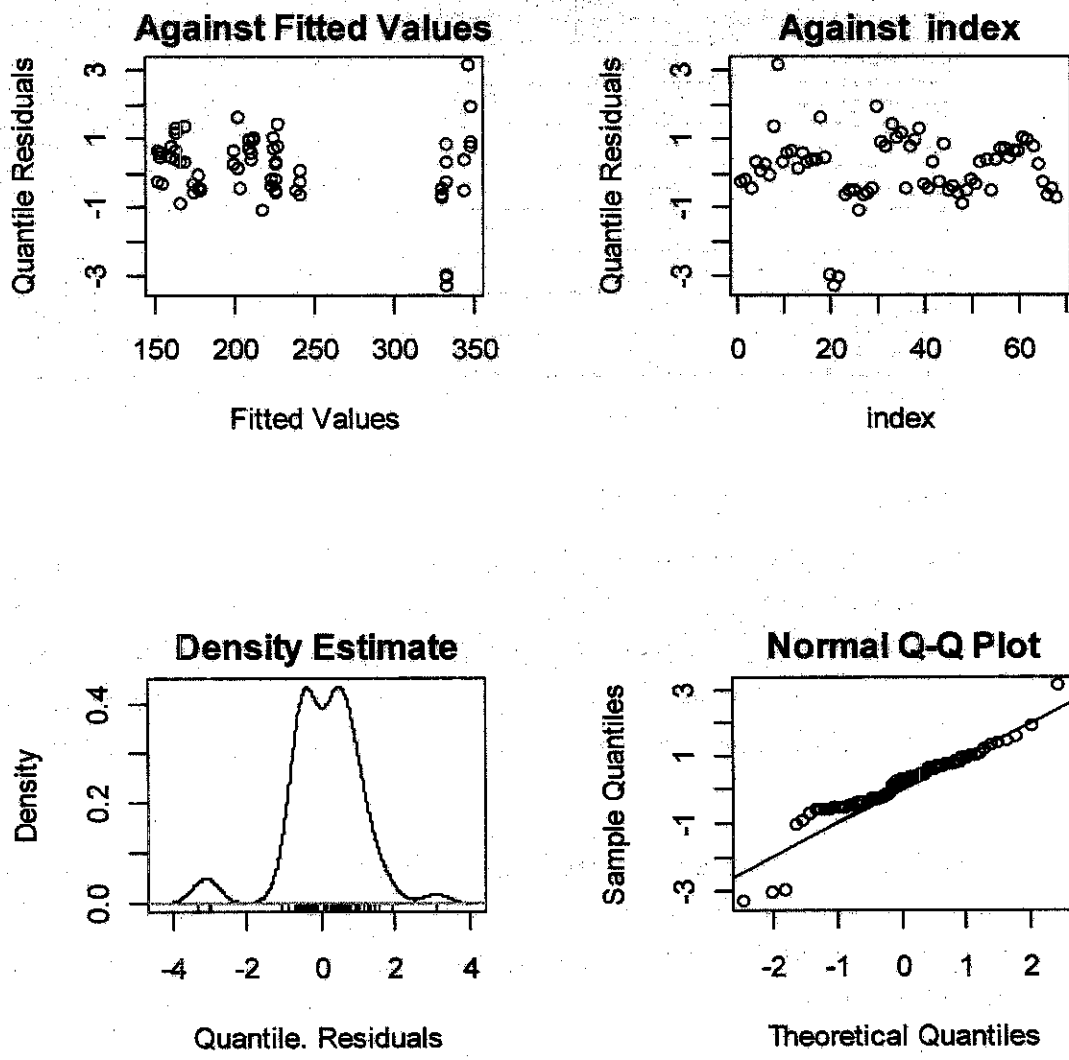 Against Fitted Values
Quantile Residuals
3
1
-1
-3
150 200 250 300 350
Fitted Values
Against index
Quantile Residuals
3
1
-1
-3
0 20 40 60
index
Density Estimate
Density
0.4
0.2
0.0
-4 -2 0 2 4
Quantile. Residuals
Normal Q-Q Plot
Sample Quantiles
3
1
-1
-3
-2 -1 0 1 2
Theoretical Quantiles